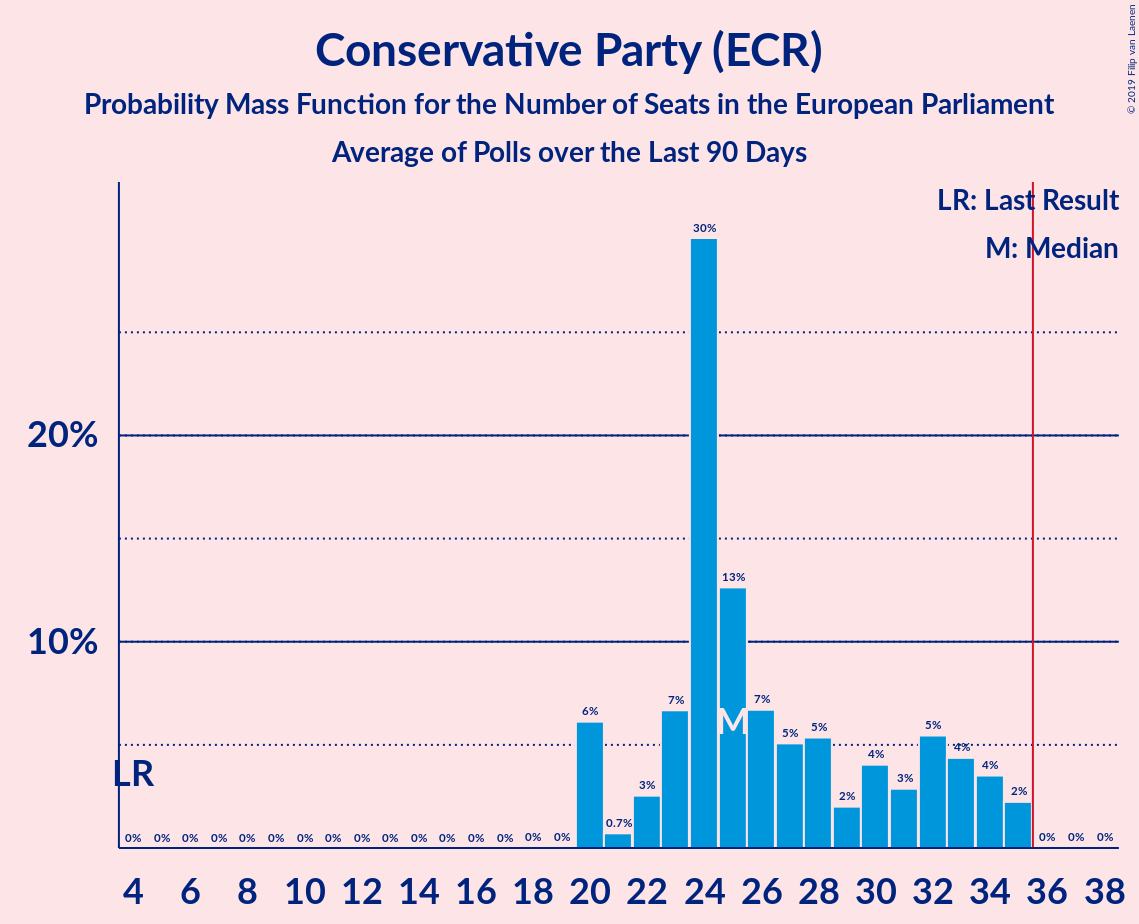 Conservative Party (ECR)
Probability Mass Function for the Number of Seats in the European Parliament
Average of Polls over the Last 90 Days
© 2019 Filip van Laenen
LR: Last Result
M: Median
30%
20%
13%
10%
7%
7%
6%
5%
5%
5%
4%
4%
4%
3%
3%
2%
2%
0.7%
M
LR
0% 0% 0% 0% 0% 0% 0% 0% 0% 0% 0% 0% 0% 0% 0% 0% 0% 0% 0%
4 6 8 10 12 14 16 18 20 22 24 26 28 30 32 34 36 38